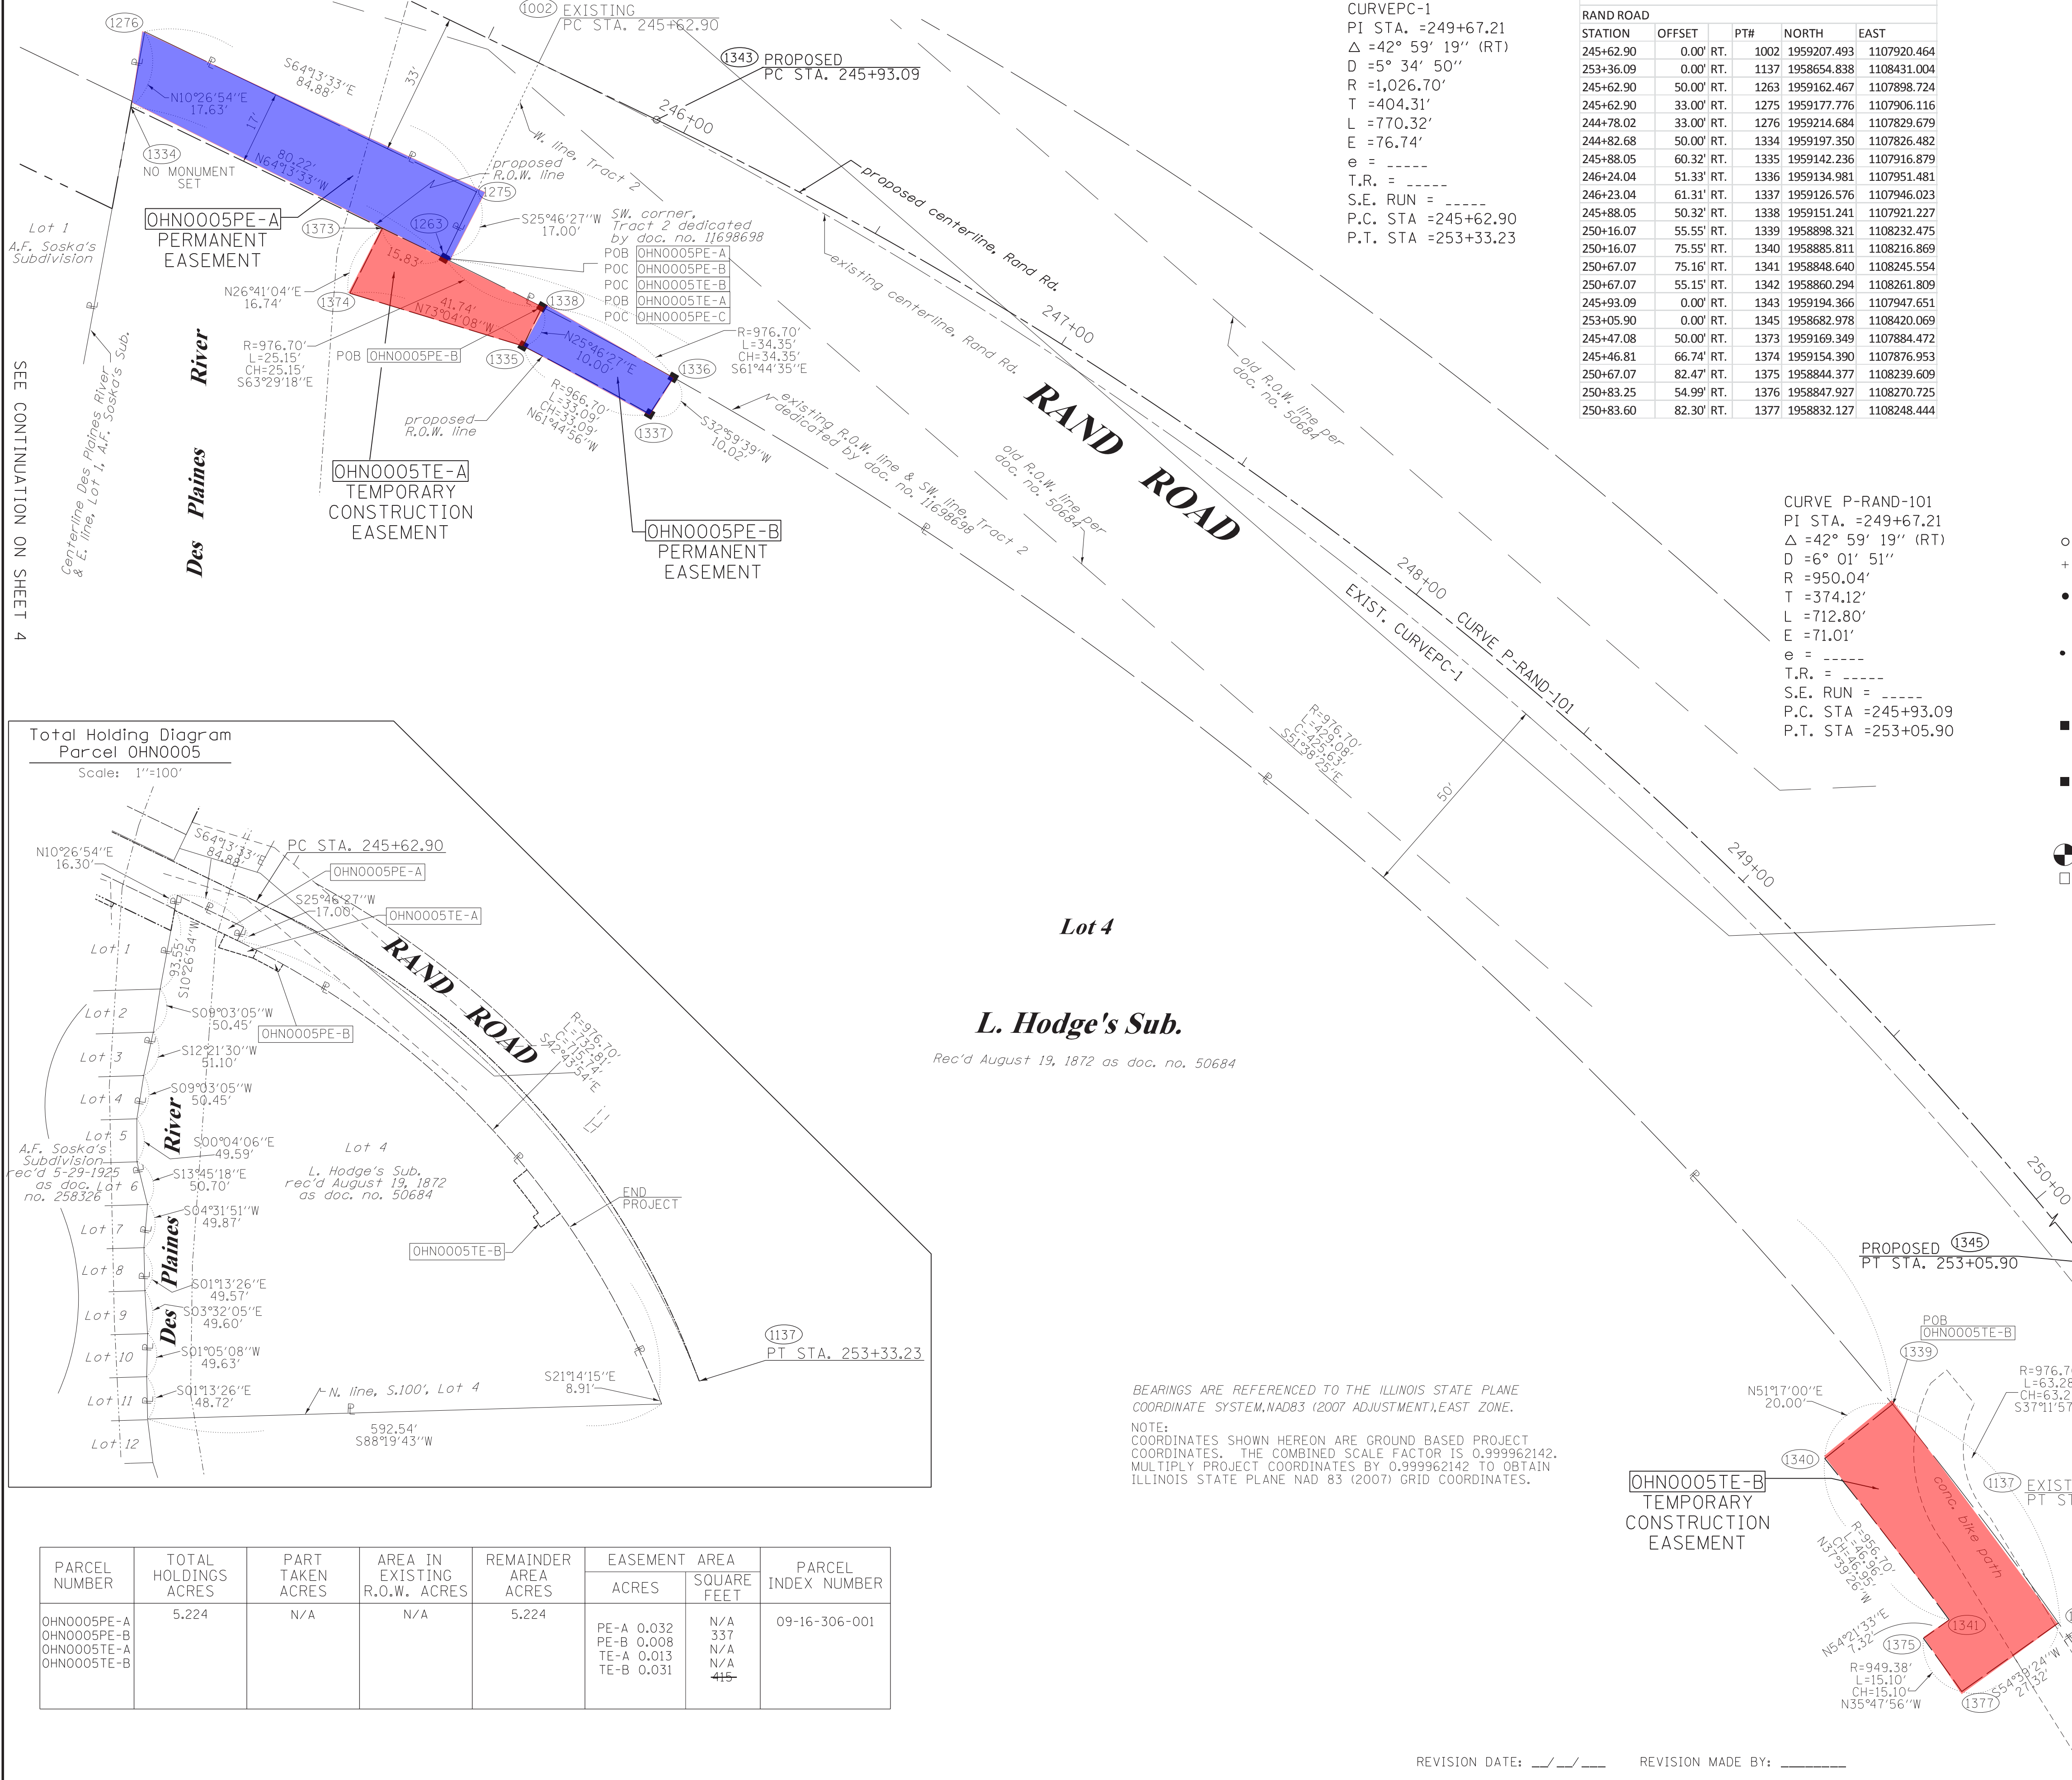 1276
1002 EXISTING
PC STA. 245+62.90
1343 PROPOSED
PC STA. 245+93.09
S64°13'33"E
84.88'
33'
N10°26'54"E
17.63'
17'
246+00
W. line, Tract 2
1334
NO MONUMENT
SET
80.22'
N64°13'33"W
proposed
R.O.W. line
1275
proposed centerline, Rand Rd.
OHN0005PE-A
PERMANENT
EASEMENT
Lot 1
A.F. Soska's
Subdivision
1373
1263
S25°46'27"W
17.00'
SW. corner,
Tract 2 dedicated
by doc. no. 11698698
POB OHN0005PE-A
POC OHN0005PE-B
POC OHN0005TE-B
POB OHN0005TE-A
POC OHN0005PE-C
existing centerline, Rand Rd.
15.83'
N26°41'04"E
16.74'
1374
1338
41.74'
N73°04'08"W
247+00
R=976.70'
L=25.15'
CH=25.15'
S63°29'18"E
POB OHN0005PE-B
1335
N25°46'27"E
10.00'
R=976.70'
L=34.35'
CH=34.35'
S61°44'35"E
1336
old R.O.W. line per
doc. no. 50684
River
Des Plaines
Centerline Des Plaines River
& E. line, Lot 1, A.F. Soska's Sub.
SEE CONTINUATION ON SHEET 4
proposed
R.O.W. line
R=966.70'
L=33.09'
CH=33.09'
N61°44'56"W
1337
S32°59'39"W
10.02'
existing R.O.W. line & SW. line, Tract 2
dedicated by doc. no. 11698698
old R.O.W. line per
doc. no. 50684
RAND ROAD
OHN0005TE-A
TEMPORARY
CONSTRUCTION
EASEMENT
OHN0005PE-B
PERMANENT
EASEMENT
248+00
EXIST. CURVEPC-1
CURVE P-RAND-101
R=976.70'
L=429.08'
C=425.63'
S51°38'25"E
50'
249+00
250+00
CURVEPC-1
PI STA. =249+67.21
Δ =42° 59' 19" (RT)
D =5° 34' 50"
R =1,026.70'
T =404.31'
L =770.32'
E =76.74'
e = _____
T.R. = _____
S.E. RUN = _____
P.C. STA =245+62.90
P.T. STA =253+33.23
RAND ROAD
STATION OFFSET PT# NORTH EAST
245+62.90 0.00' RT. 1002 1959207.493 1107920.464
253+36.09 0.00' RT. 1137 1958654.838 1108431.004
245+62.90 50.00' RT. 1263 1959162.467 1107898.724
245+62.90 33.00' RT. 1275 1959177.776 1107906.116
244+78.02 33.00' RT. 1276 1959214.684 1107829.679
244+82.68 50.00' RT. 1334 1959197.350 1107826.482
245+88.05 60.32' RT. 1335 1959142.236 1107916.879
246+24.04 51.33' RT. 1336 1959134.981 1107951.481
246+23.04 61.31' RT. 1337 1959126.576 1107946.023
245+88.05 50.32' RT. 1338 1959151.241 1107921.227
250+16.07 55.55' RT. 1339 1958898.321 1108232.475
250+16.07 75.55' RT. 1340 1958885.811 1108216.869
250+67.07 75.16' RT. 1341 1958848.640 1108245.554
250+67.07 55.15' RT. 1342 1958860.294 1108261.809
245+93.09 0.00' RT. 1343 1959194.366 1107947.651
253+05.90 0.00' RT. 1345 1958682.978 1108420.069
245+47.08 50.00' RT. 1373 1959169.349 1107884.472
245+46.81 66.74' RT. 1374 1959154.390 1107876.953
250+67.07 82.47' RT. 1375 1958844.377 1108239.609
250+83.25 54.99' RT. 1376 1958847.927 1108270.725
250+83.60 82.30' RT. 1377 1958832.127 1108248.444
CURVE P-RAND-101
PI STA. =249+67.21
Δ =42° 59' 19" (RT)
D =6° 01' 51"
R =950.04'
T =374.12'
L =712.80'
E =71.01'
e = _____
T.R. = _____
S.E. RUN = _____
P.C. STA =245+93.09
P.T. STA =253+05.90
Total Holding Diagram
Parcel OHN0005
Scale: 1"=100'
S64°13'33"E
84.88'
PC STA. 245+62.90
N10°26'54"E
16.30'
OHN0005PE-A
S25°46'27"W
17.00'
OHN0005TE-A
Lot 1
93.55'
S10°26'54"W
RAND ROAD
Lot 2
S09°03'05"W
50.45'
OHN0005PE-B
Lot 3
S12°21'30"W
51.10'
R=976.70'
L=732.81'
C=715.74'
S42°43'54"E
Lot 4
S09°03'05"W
50.45'
River
Lot 5
S00°04'06"E
49.59'
A.F. Soska's
Subdivision
rec'd 5-29-1925
as doc.
no. 258326
Lot 6
S13°45'18"E
50.70'
Lot 4
L. Hodge's Sub.
rec'd August 19, 1872
as doc. no. 50684
END
PROJECT
Lot 7
S04°31'51"W
49.87'
Plaines
OHN0005TE-B
Lot 8
S01°13'26"E
49.57'
Lot 9
S03°32'05"E
49.60'
Des
Lot 10
S01°05'08"W
49.63'
1137
PT STA. 253+33.23
Lot 11
S01°13'26"E
48.72'
N. line, S.100', Lot 4
S21°14'15"E
8.91'
592.54'
S88°19'43"W
Lot 12
Lot 4
L. Hodge's Sub.
Rec'd August 19, 1872 as doc. no. 50684
PROPOSED 1345
PT STA. 253+05.90
POB
OHN0005TE-B
1339
N51°17'00"E
20.00'
R=976.7
L=63.28
CH=63.2
S37°11'57
1340
OHN0005TE-B
TEMPORARY
CONSTRUCTION
EASEMENT
conc. bike path
1137 EXIST
PT ST
R=956.70'
L=46.96'
CH=46.95'
N37°39'26"W
N54°21'33"E
7.32'
1341
1375
R=949.38'
L=15.10'
CH=15.10'
N35°47'56"W
1377
S54°39'24"W
27.32'
BEARINGS ARE REFERENCED TO THE ILLINOIS STATE PLANE
COORDINATE SYSTEM,NAD83 (2007 ADJUSTMENT),EAST ZONE.
NOTE:
COORDINATES SHOWN HEREON ARE GROUND BASED PROJECT
COORDINATES. THE COMBINED SCALE FACTOR IS 0.999962142.
MULTIPLY PROJECT COORDINATES BY 0.999962142 TO OBTAIN
ILLINOIS STATE PLANE NAD 83 (2007) GRID COORDINATES.
PARCEL NUMBER TOTAL HOLDINGS ACRES PART TAKEN ACRES AREA IN EXISTING R.O.W. ACRES REMAINDER AREA ACRES EASEMENT AREA ACRES SQUARE FEET PARCEL INDEX NUMBER
5.224 N/A N/A 5.224
OHN0005PE-A PE-A 0.032 N/A 09-16-306-001
OHN0005PE-B PE-B 0.008 337
OHN0005TE-A TE-A 0.013 N/A
OHN0005TE-B TE-B 0.031 N/A
415
REVISION DATE: __/__/___ REVISION MADE BY: ________